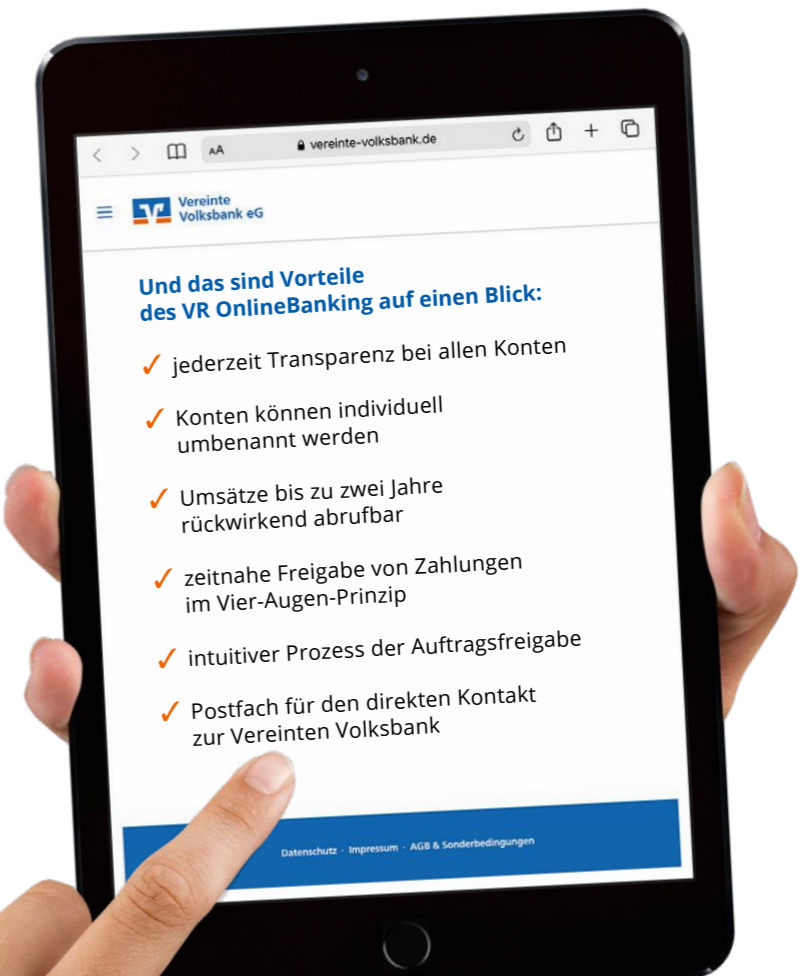 AA
vereinte-volksbank.de
Vereinte
Volksbank eG
Und das sind Vorteile
des VR OnlineBanking auf einen Blick:
✓ jederzeit Transparenz bei allen Konten
✓ Konten können individuell
umbenannt werden
✓ Umsätze bis zu zwei Jahre
rückwirkend abrufbar
✓ zeitnahe Freigabe von Zahlungen
im Vier-Augen-Prinzip
✓ intuitiver Prozess der Auftragsfreigabe
✓ Postfach für den direkten Kontakt
zur Vereinten Volksbank
Datenschutz · Impressum · AGB & Sonderbedingungen